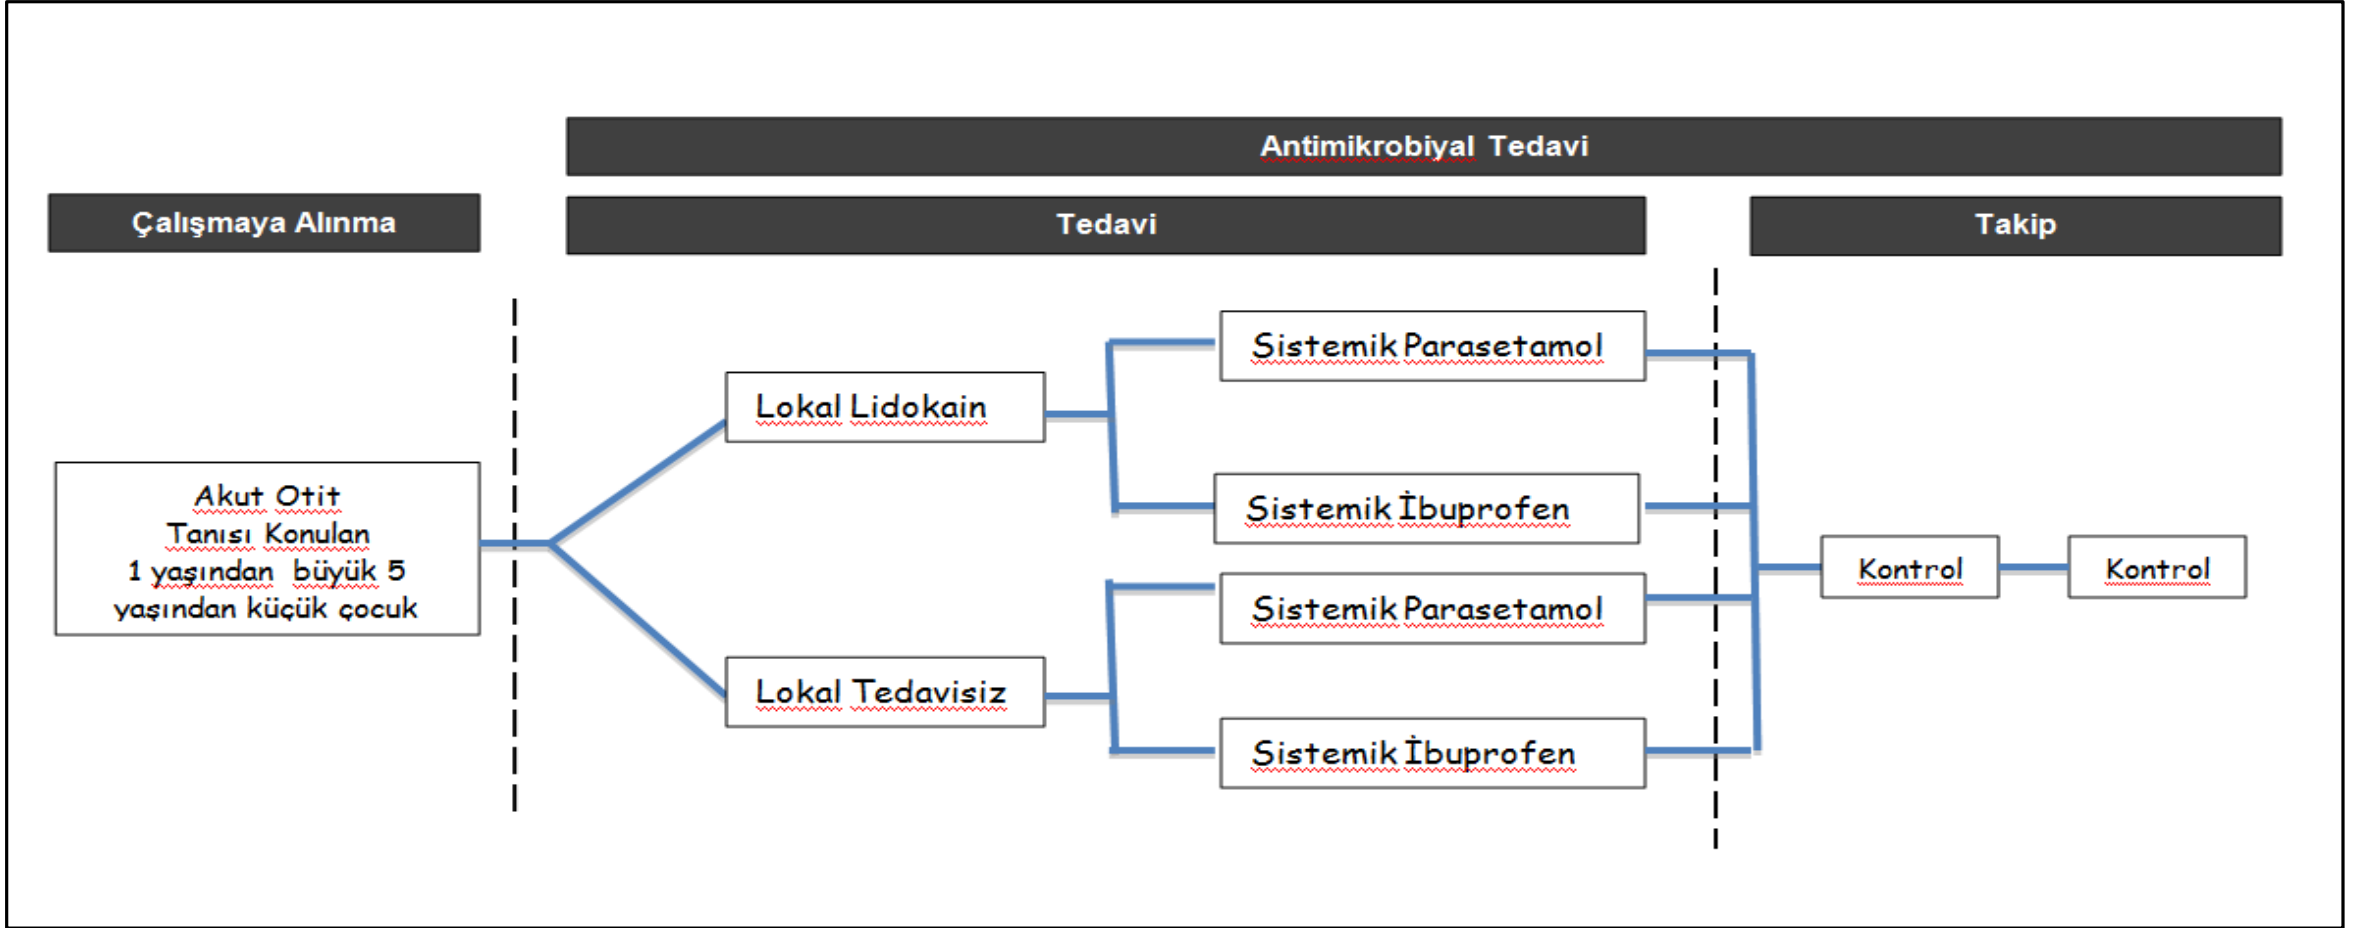 Antimikrobiyal Tedavi
Çalışmaya Alınma
Tedavi
Takip
Akut Otit
Tanısı Konulan
1 yaşından büyük 5
yaşından küçük çocuk
Lokal Lidokain
Lokal Tedavisiz
Sistemik Parasetamol
Sistemik İbuprofen
Sistemik Parasetamol
Sistemik İbuprofen
Kontrol
Kontrol